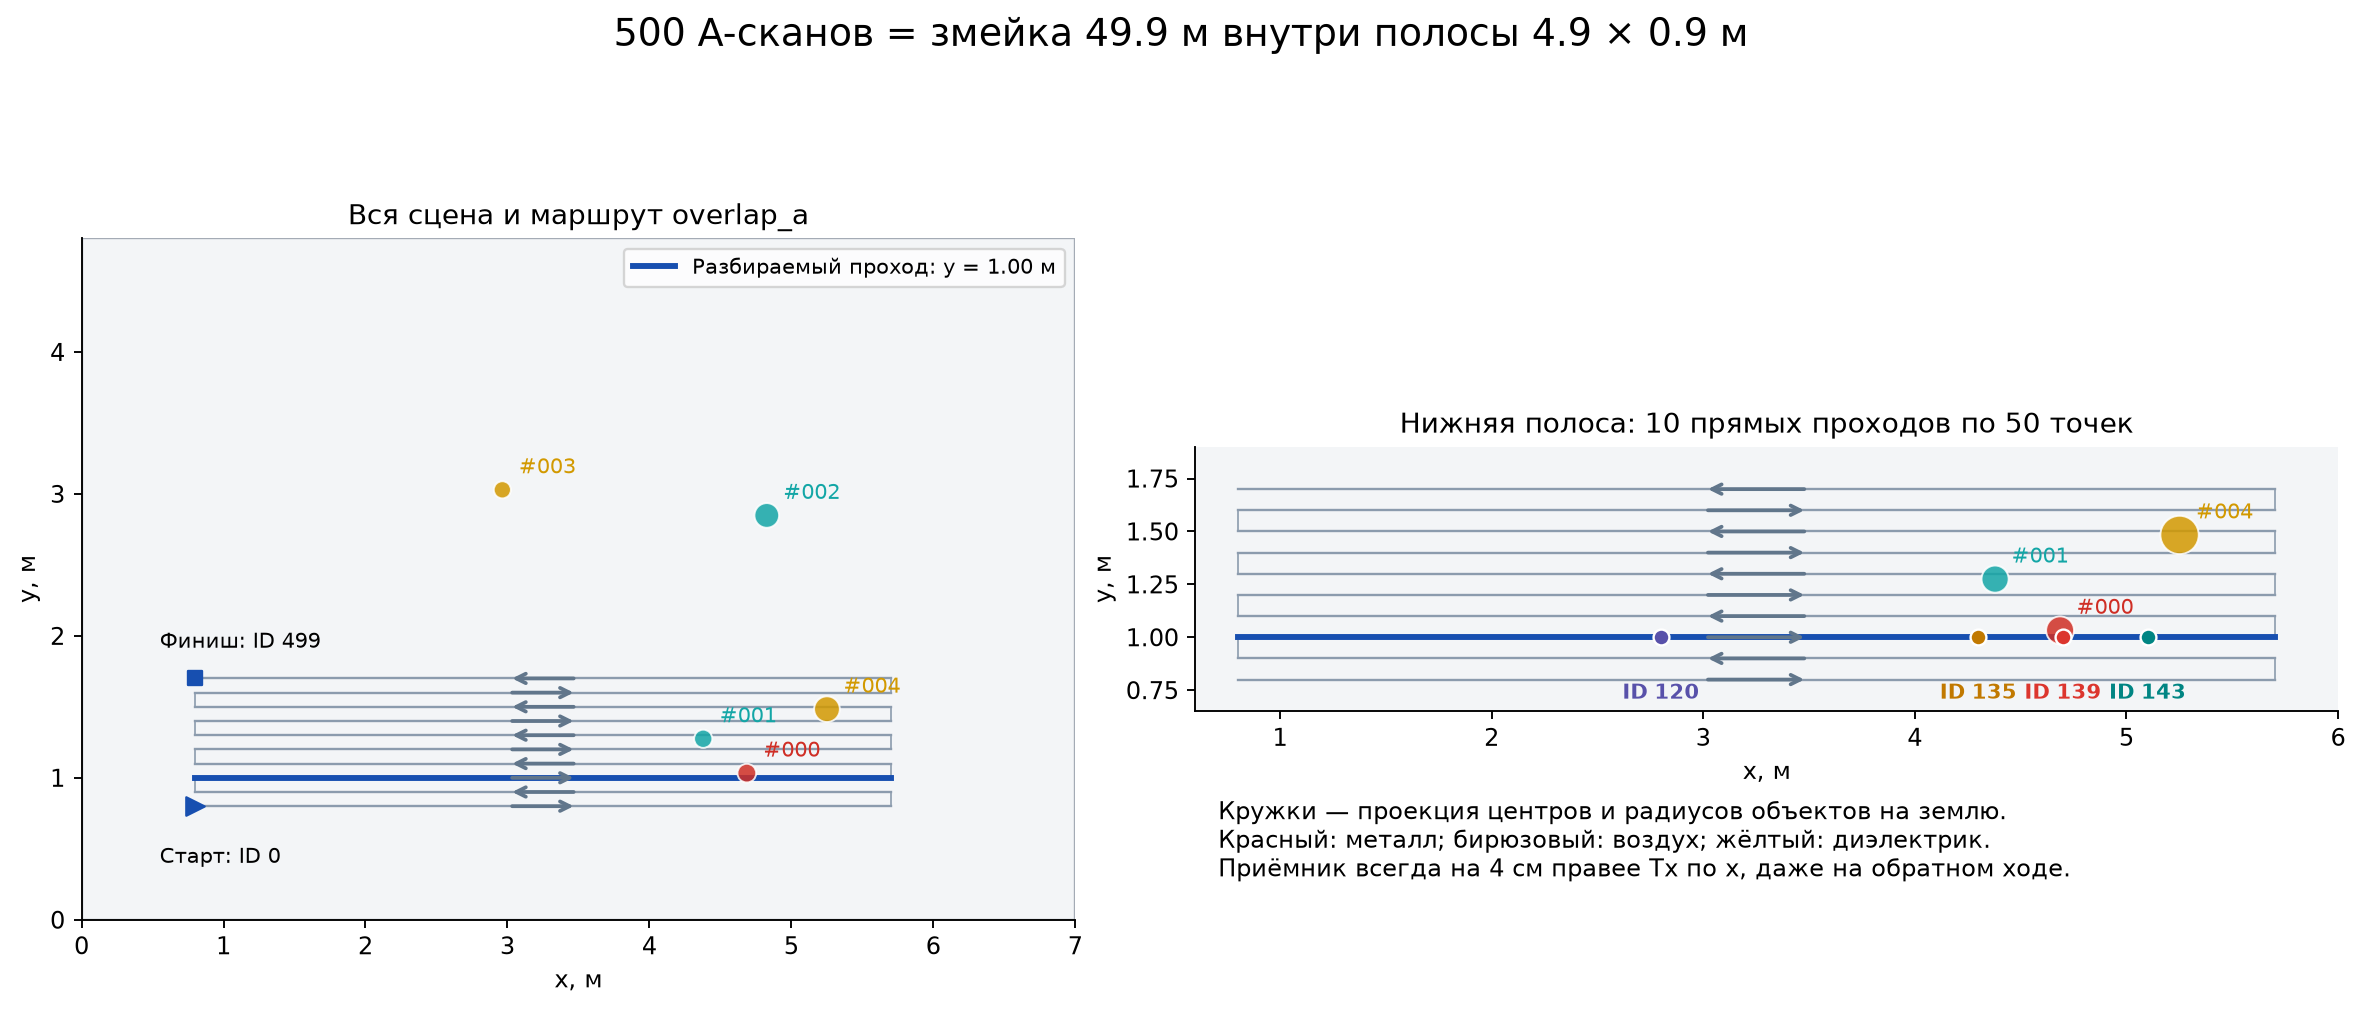 500 А-сканов = змейка 49.9 м внутри полосы 4.9 × 0.9 м
Вся сцена и маршрут overlap_a
Разбираемый проход: y = 1.00 м
4
3
2
1
0
y, м
#003
#002
Финиш: ID 499
#004
#001
#000
Старт: ID 0
0 1 2 3 4 5 6 7
x, м
Нижняя полоса: 10 прямых проходов по 50 точек
1.75
1.50
1.25
1.00
0.75
y, м
#004
#001
#000
ID 120 ID 135 ID 139 ID 143
1 2 3 4 5 6
x, м
Кружки — проекция центров и радиусов объектов на землю.
Красный: металл; бирюзовый: воздух; жёлтый: диэлектрик.
Приёмник всегда на 4 см правее Tx по x, даже на обратном ходе.